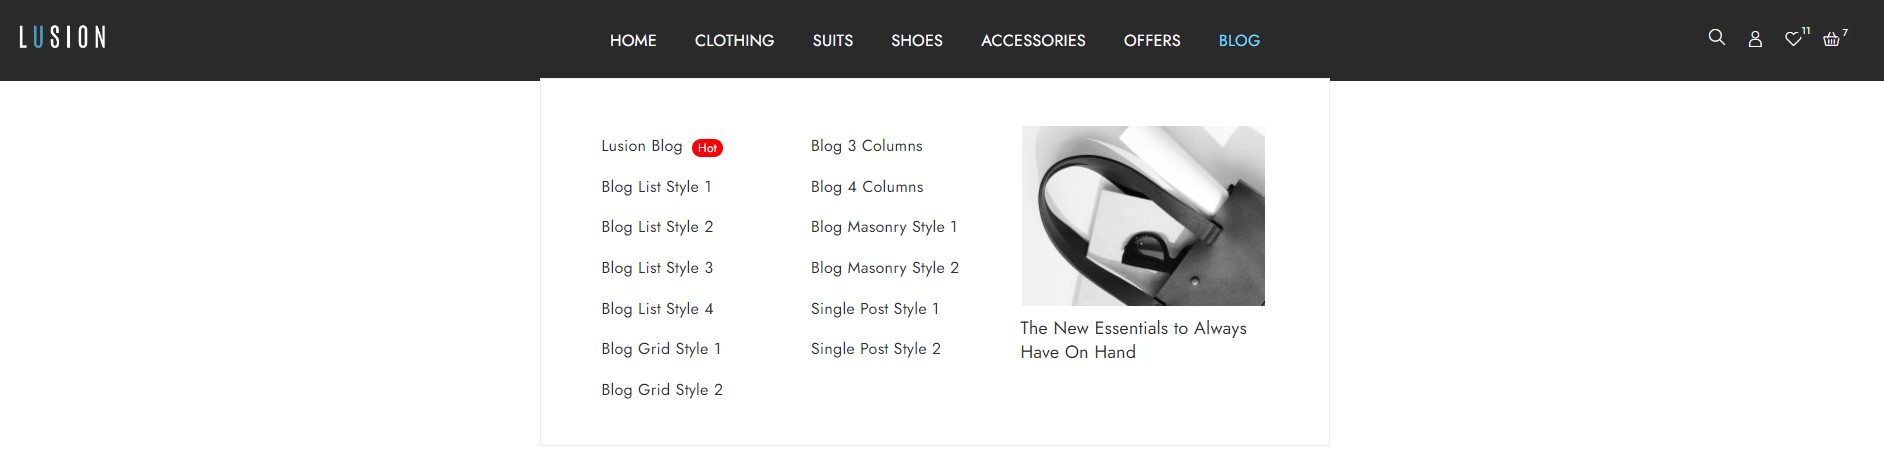 LUSION
HOME CLOTHING SUITS SHOES ACCESSORIES OFFERS BLOG
11
7
Lusion Blog Hot
Blog List Style 1
Blog List Style 2
Blog List Style 3
Blog List Style 4
Blog Grid Style 1
Blog Grid Style 2
Blog 3 Columns
Blog 4 Columns
Blog Masonry Style 1
Blog Masonry Style 2
Single Post Style 1
Single Post Style 2
The New Essentials to Always
Have On Hand